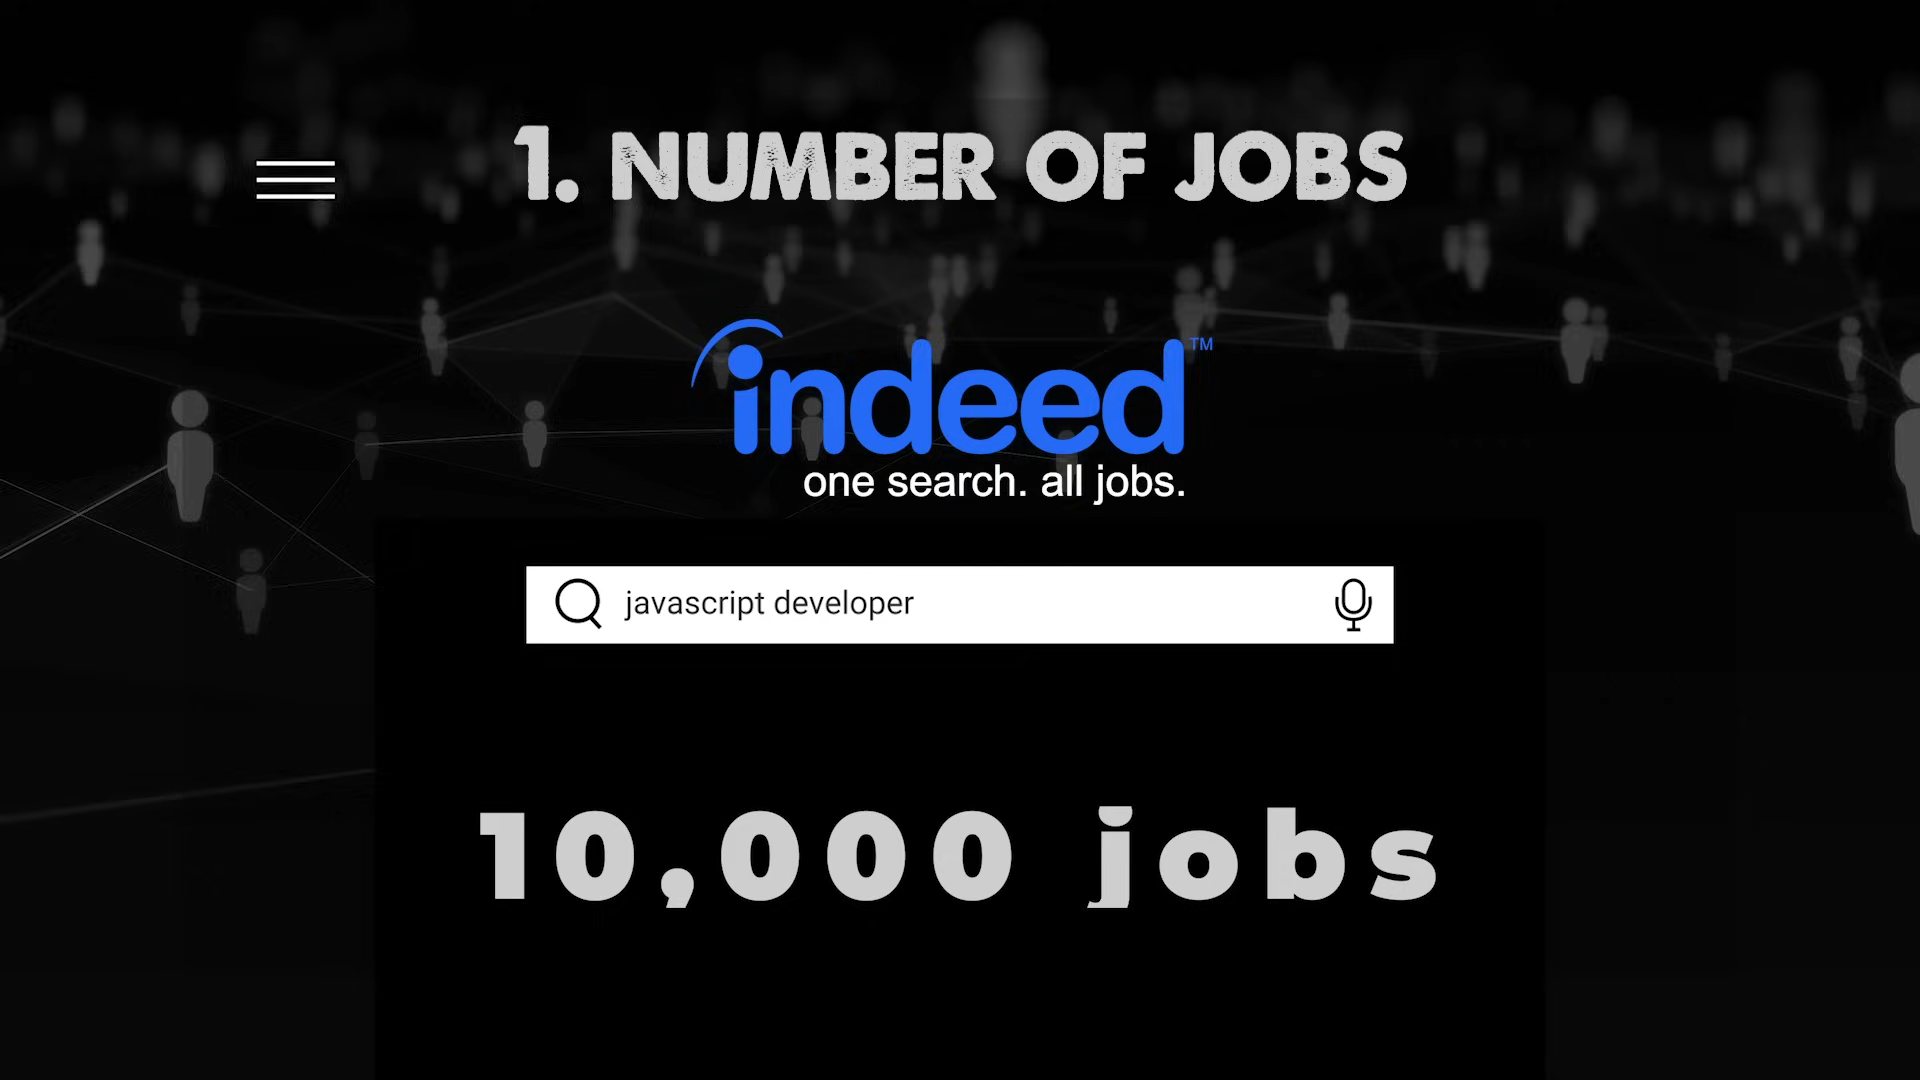 1. NUMBER OF JOBS
indeed™
one search. all jobs.
javascript developer
10,000 jobs